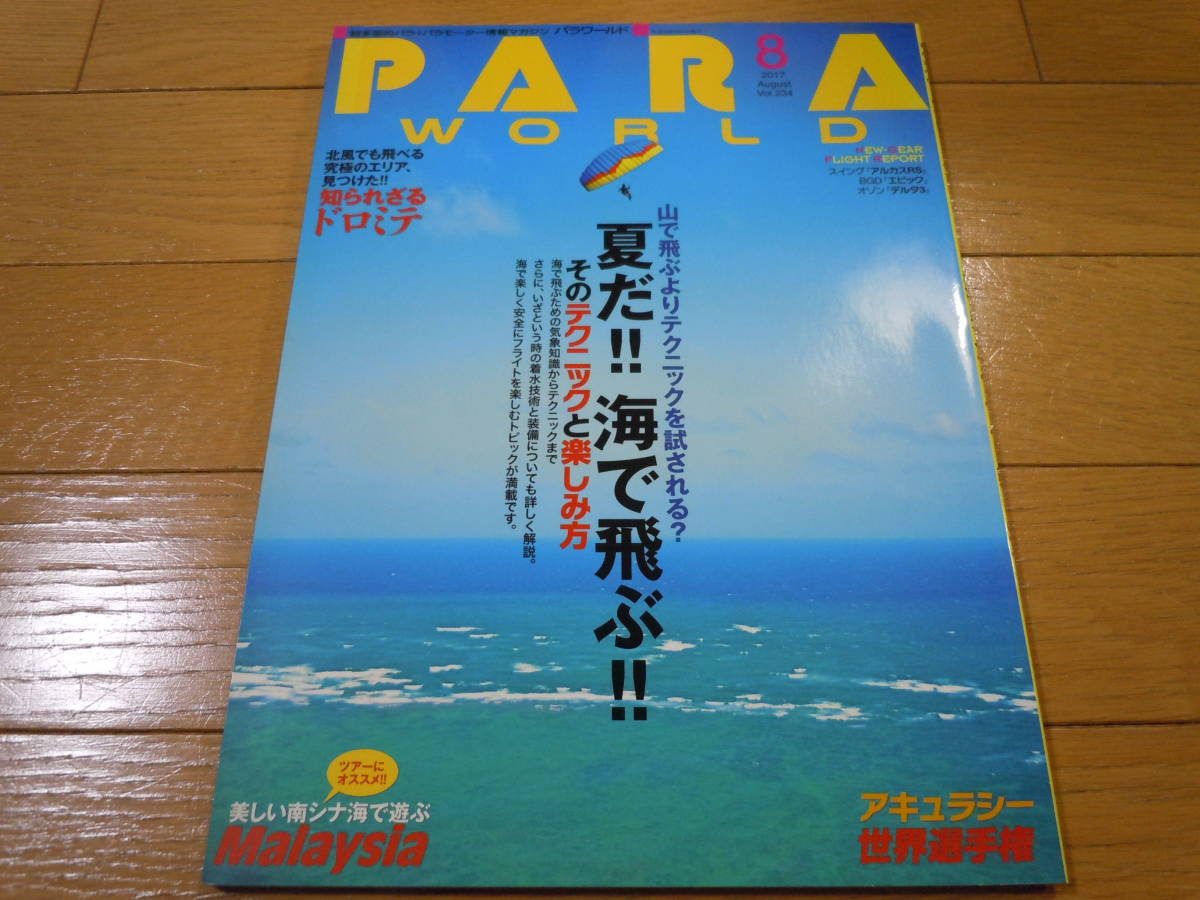 パラ+パラモーター情報マガジン パラワールド
PARA
WORLD
8
2017
August
Vol.234
北風でも飛べる
究極のエリア、
見つけた!!
知られざる
ドロミテ
NEW・GEAR
FLIGHT REPORT
スイング『アルカスRS』
BGD『エピック』
オゾン『デルタ3』
山で飛ぶよりテクニックを試される?
夏だ!! 海で飛ぶ!!
そのテクニックと楽しみ方
海で飛ぶための気象知識からテクニックまで
さらに、いざという時の着水技術と装備についても詳しく解説。
海で楽しく安全にフライトを楽しむトピックが満載です。
ツアーに
オススメ!!
美しい南シナ海で遊ぶ
Malaysia
アキュラシー
世界選手権